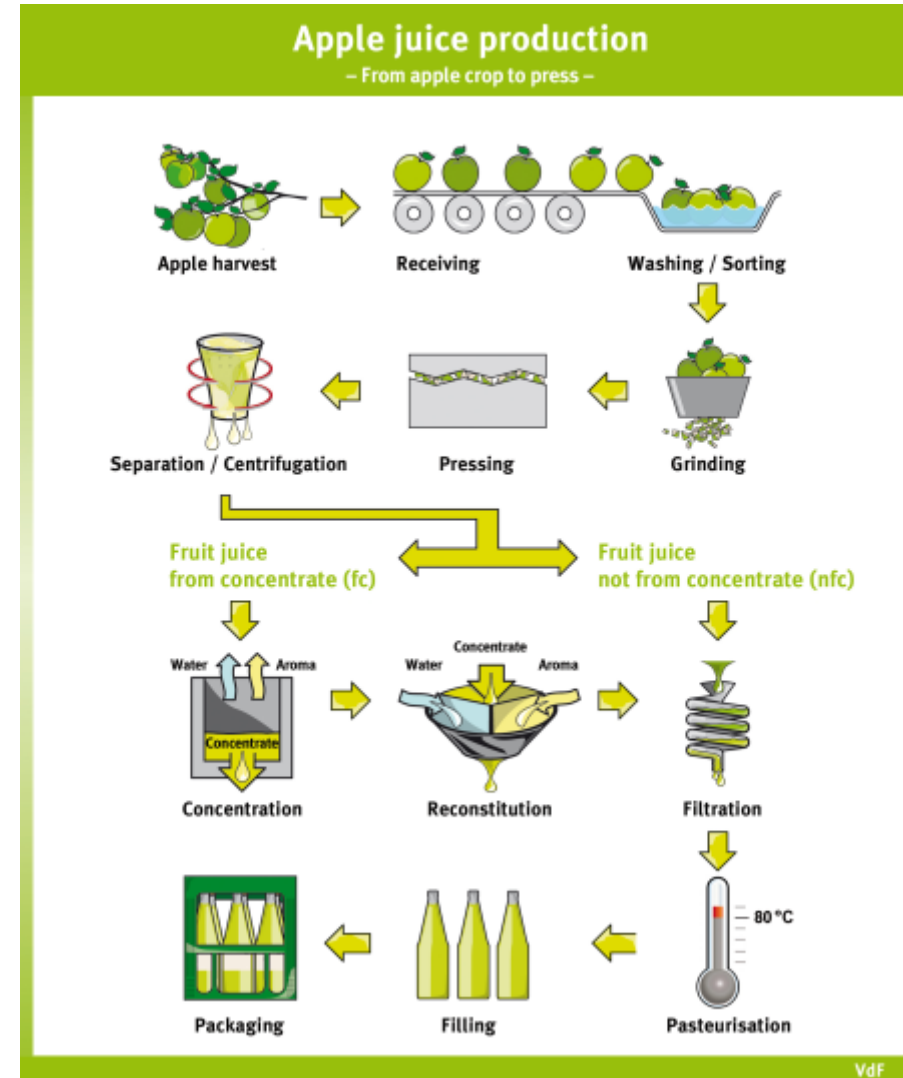 Apple juice production
– From apple crop to press –
Apple harvest
Receiving
Washing / Sorting
Separation / Centrifugation
Pressing
Grinding
Fruit juice
from concentrate (fc)
Fruit juice
not from concentrate (nfc)
Water
Aroma
Concentrate
Concentration
Water
Concentrate
Aroma
Reconstitution
Filtration
80 °C
Packaging
Filling
Pasteurisation
VdF